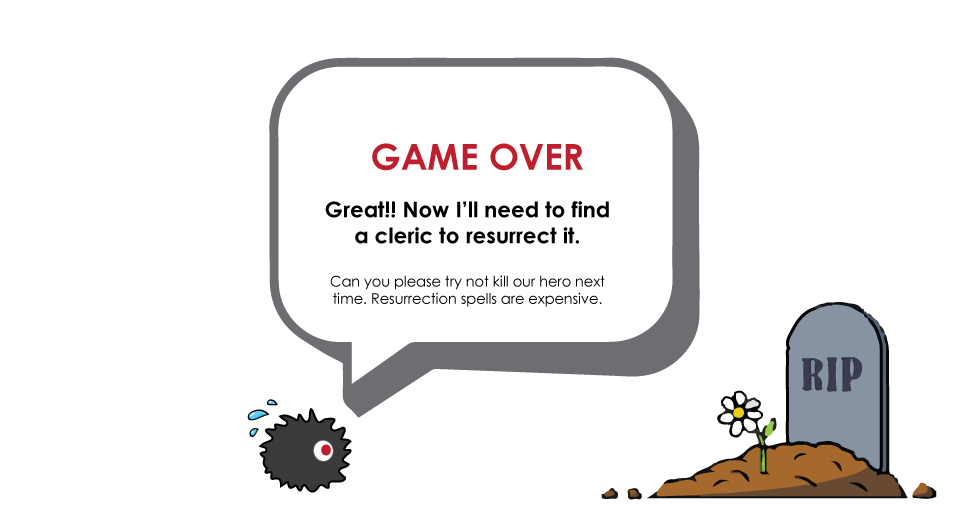 GAME OVER
Great!! Now I’ll need to find
a cleric to resurrect it.
Can you please try not kill our hero next
time. Resurrection spells are expensive.
RIP